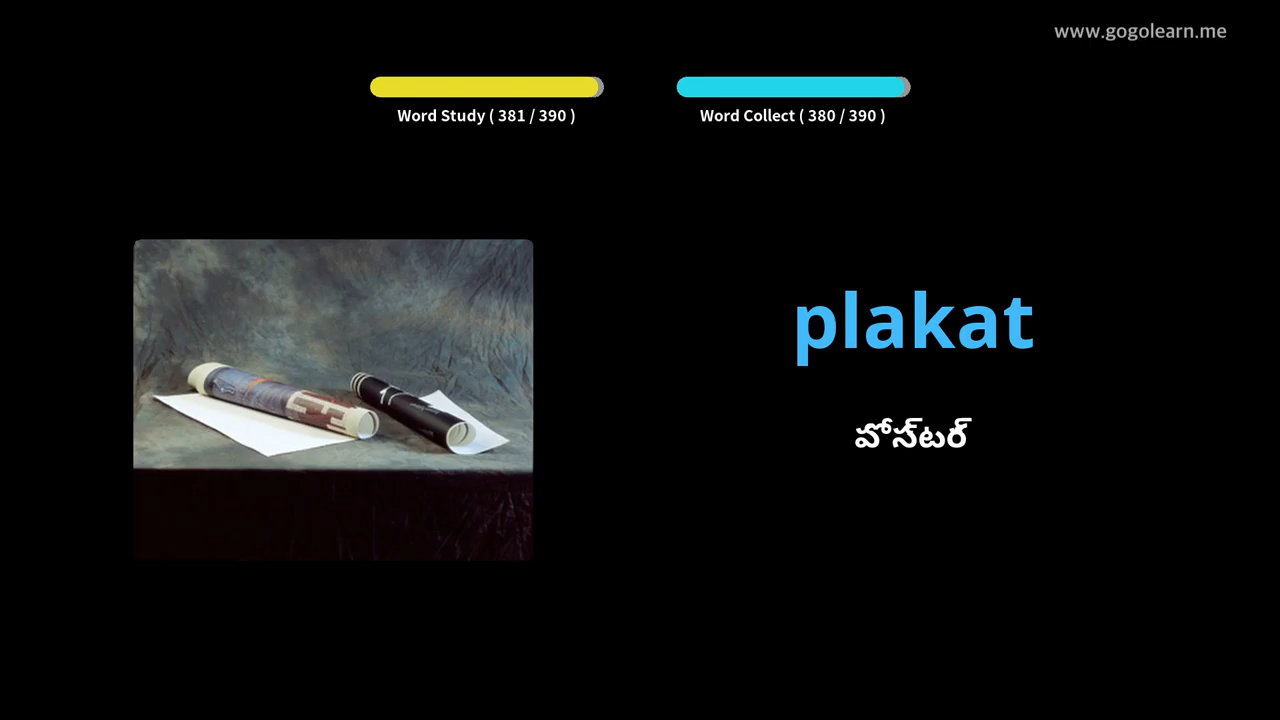 www.gogolearn.me
Word Study ( 381 / 390 )
Word Collect ( 380 / 390 )
plakat
పోస్టర్